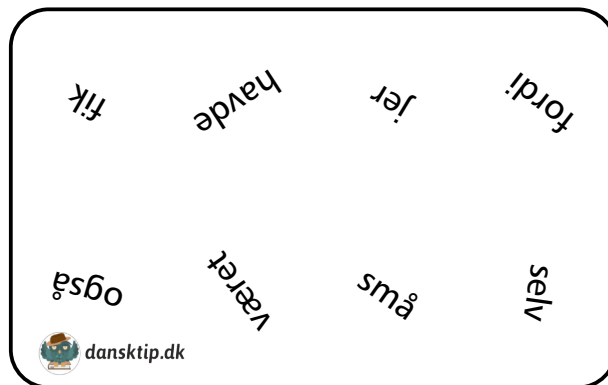 fik havde jer fordi
også været små selv
dansktip.dk